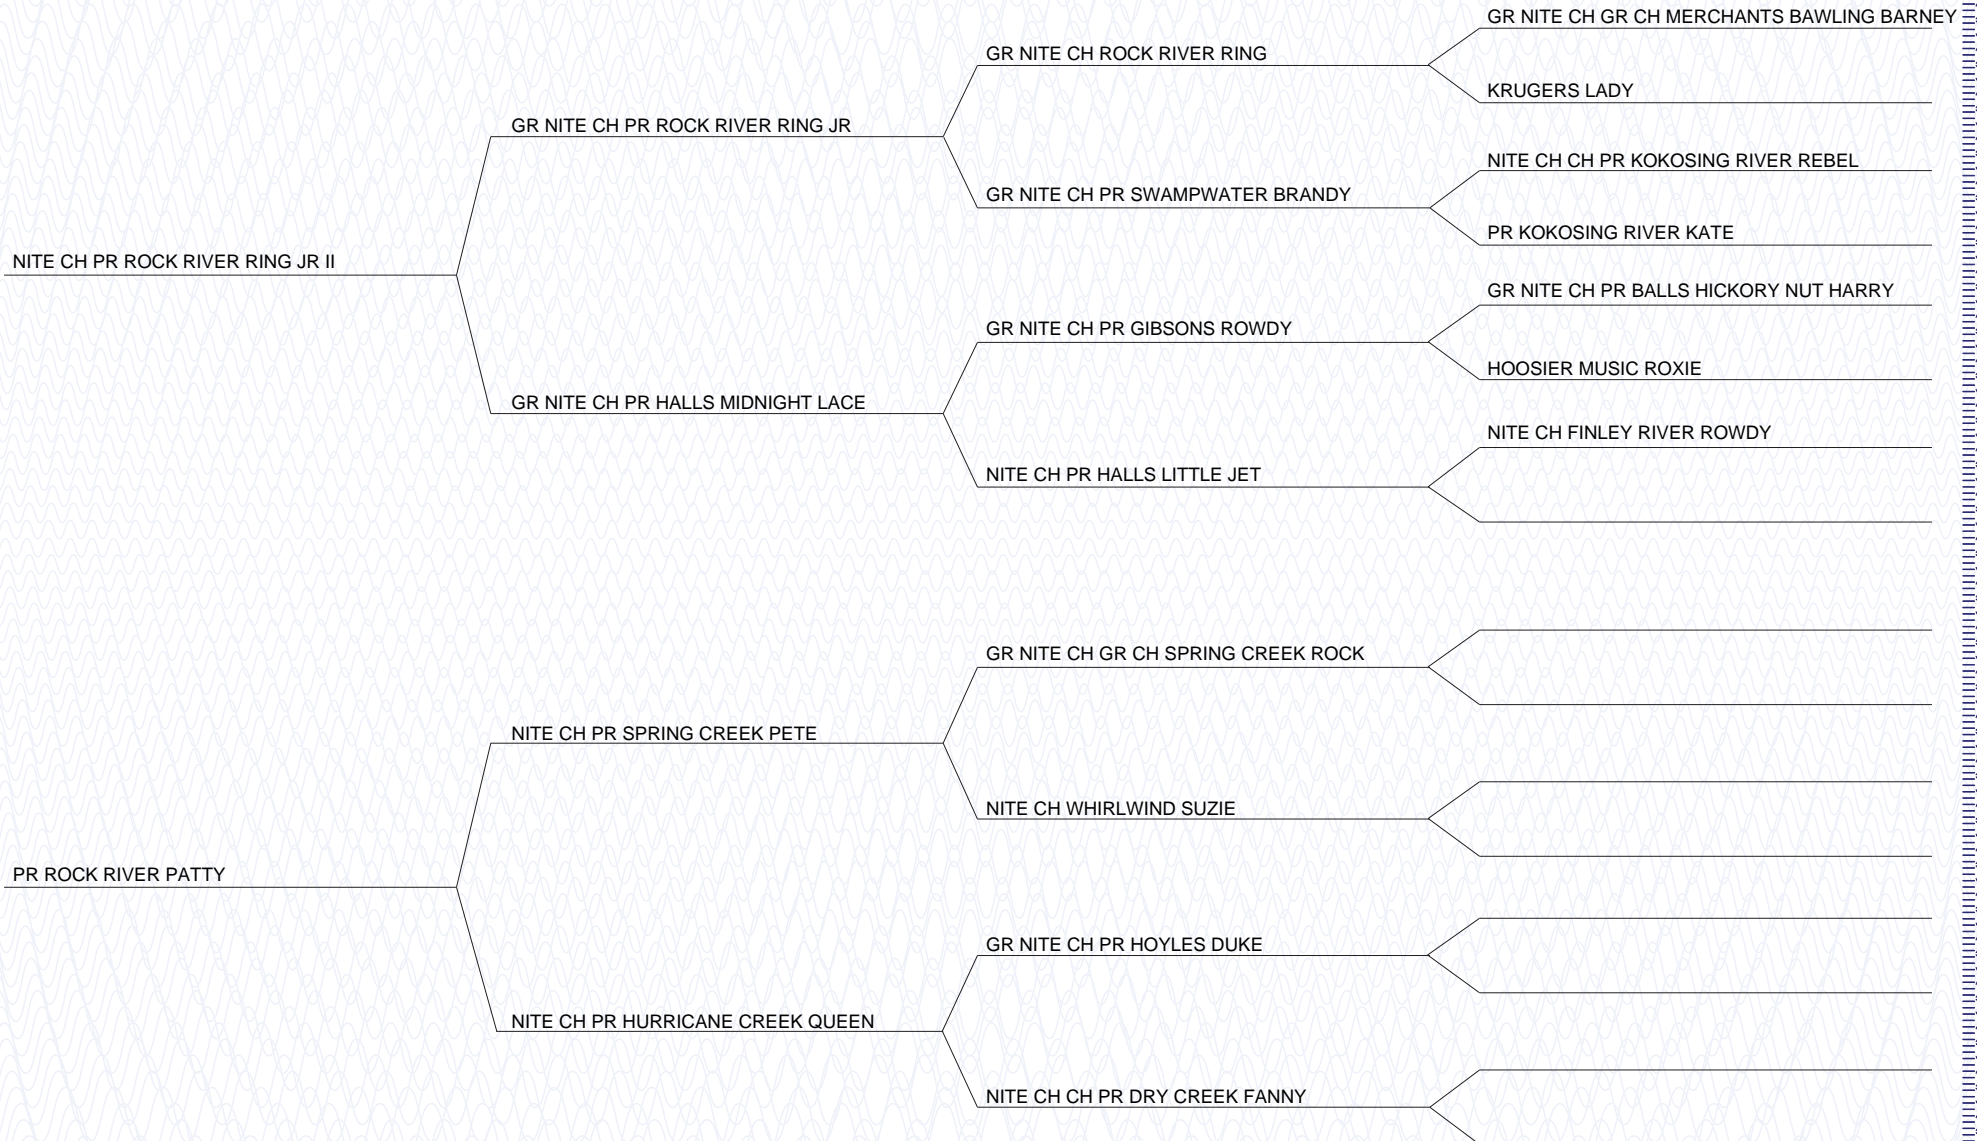 GR NITE CH GR CH MERCHANTS BAWLING BARNEY
GR NITE CH ROCK RIVER RING
KRUGERS LADY
GR NITE CH PR ROCK RIVER RING JR
NITE CH CH PR KOKOSING RIVER REBEL
GR NITE CH PR SWAMPWATER BRANDY
PR KOKOSING RIVER KATE
NITE CH PR ROCK RIVER RING JR II
GR NITE CH PR BALLS HICKORY NUT HARRY
GR NITE CH PR GIBSONS ROWDY
HOOSIER MUSIC ROXIE
GR NITE CH PR HALLS MIDNIGHT LACE
NITE CH FINLEY RIVER ROWDY
NITE CH PR HALLS LITTLE JET
GR NITE CH GR CH SPRING CREEK ROCK
NITE CH PR SPRING CREEK PETE
NITE CH WHIRLWIND SUZIE
PR ROCK RIVER PATTY
GR NITE CH PR HOYLES DUKE
NITE CH PR HURRICANE CREEK QUEEN
NITE CH CH PR DRY CREEK FANNY